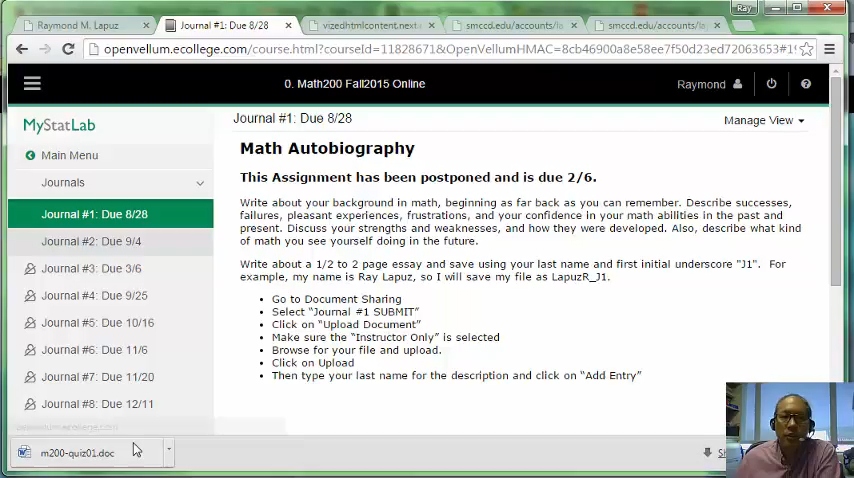 Ray
Raymond M. Lapuz
Journal #1: Due 8/28
vizedhtmlcontent.next.
smccd.edu/accounts/la
smccd.edu/accounts/la
openvellum.ecollege.com/course.html?courseId=11828671&OpenVellumHMAC=8cb46900a8e58ee7f5d3ed72063653#19
0. Math200 Fall2015 Online
Raymond
MyStatLab
Journal #1: Due 8/28
Manage View
Main Menu
Journals
Journal #1: Due 8/28
Journal #2: Due 9/4
Journal #3: Due 3/6
Journal #4: Due 9/25
Journal #5: Due 10/16
Journal #6: Due 11/6
Journal #7: Due 11/20
Journal #8: Due 12/11
Math Autobiography
This Assignment has been postponed and is due 2/6.
Write about your background in math, beginning as far back as you can remember. Describe successes,
failures, pleasant experiences, frustrations, and your confidence in your math abilities in the past and
present. Discuss your strengths and weaknesses, and how they were developed. Also, describe what kind
of math you see yourself doing in the future.
Write about a 1/2 to 2 page essay and save using your last name and first initial underscore "J1". For
example, my name is Ray Lapuz, so I will save my file as LapuzR_J1.
• Go to Document Sharing
• Select "Journal #1 SUBMIT"
• Click on "Upload Document"
• Make sure the "Instructor Only" is selected
• Browse for your file and upload.
• Click on Upload
• Then type your last name for the description and click on "Add Entry"
m200-quiz01.doc